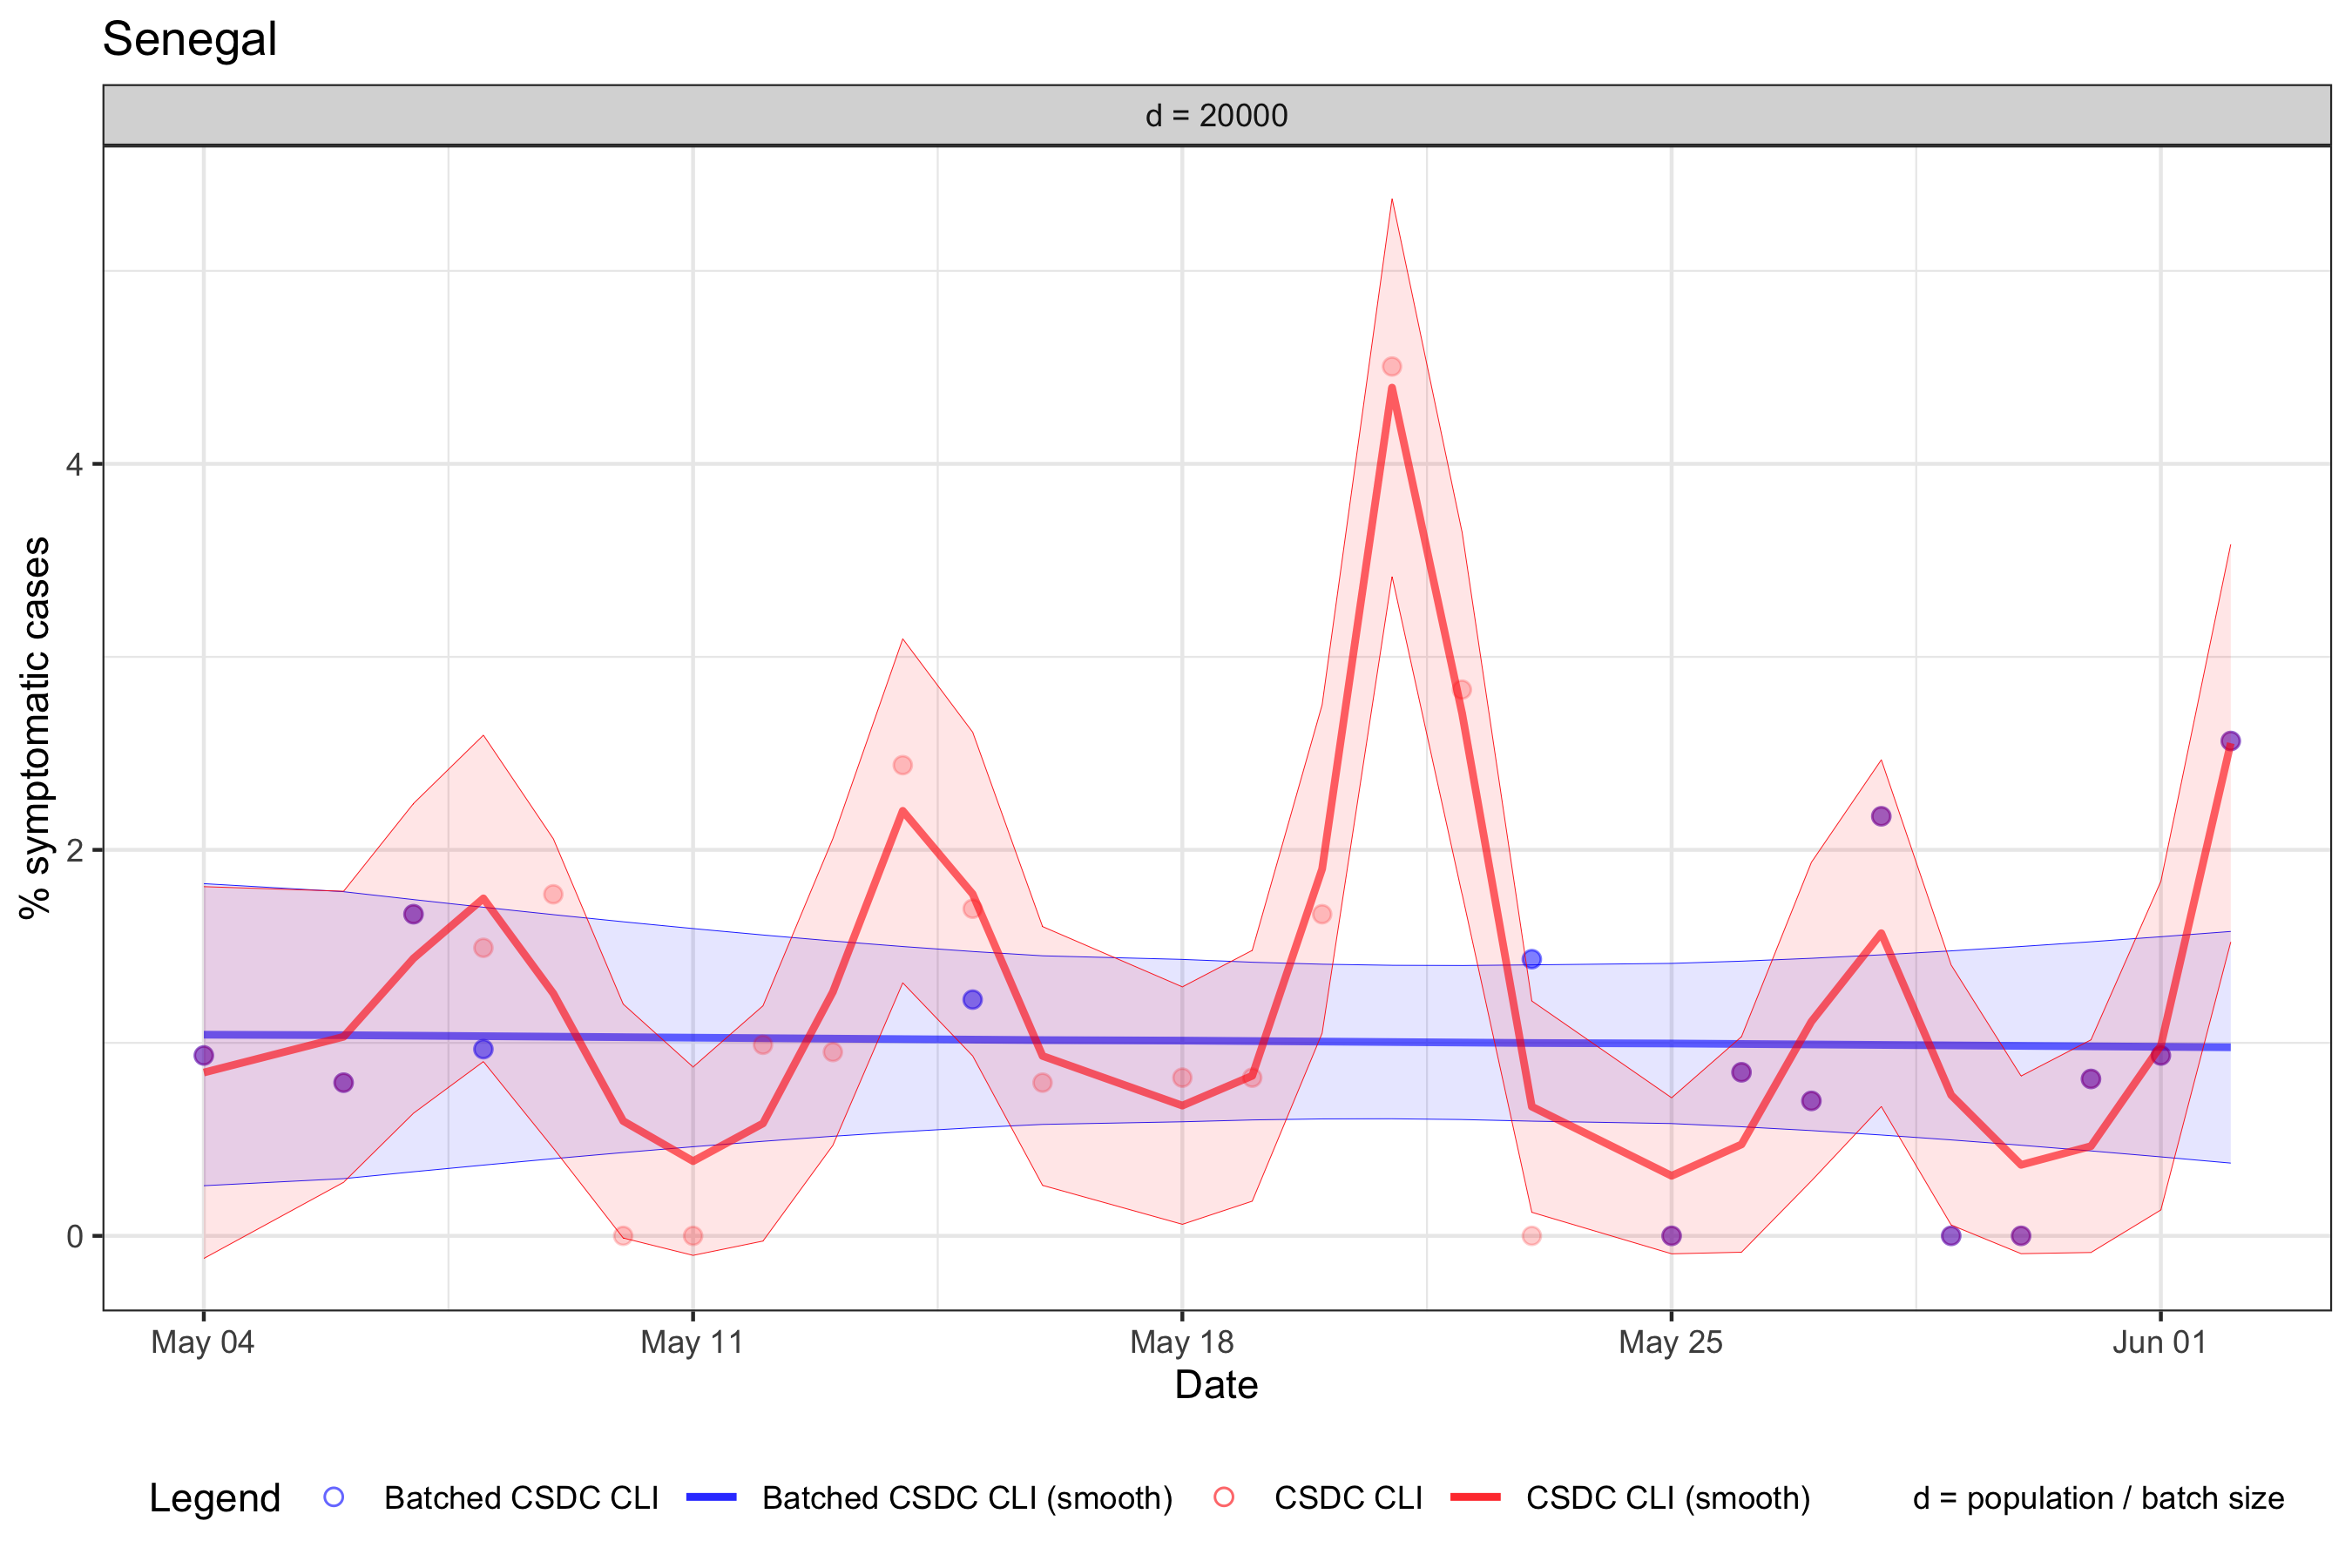 Senegal
d = 20000
% symptomatic cases
4
2
0
May 04 May 11 May 18 May 25 Jun 01
Date
Legend Batched CSDC CLI Batched CSDC CLI (smooth) CSDC CLI CSDC CLI (smooth) d = population / batch size